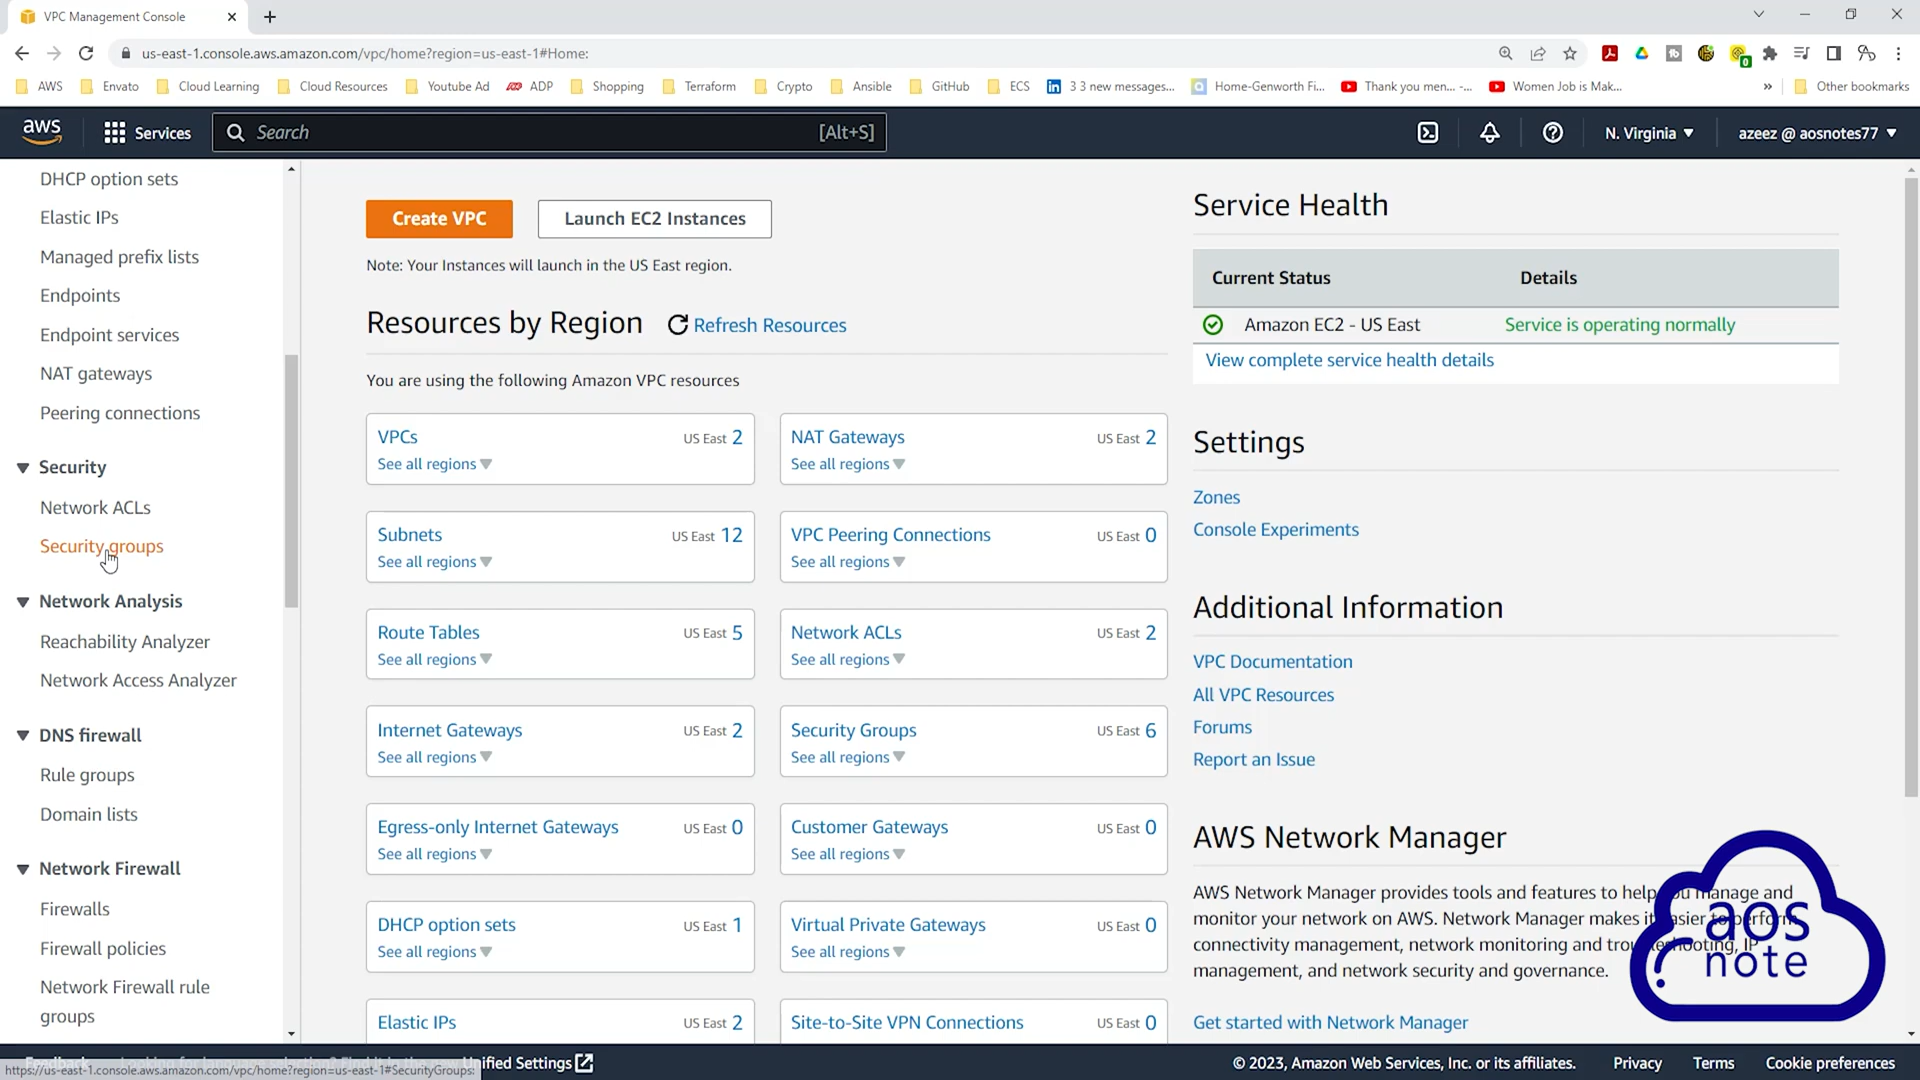 VPC Management Console
us-east-1.console.aws.amazon.com/vpc/home?region=us-east-1#Home:
0
AWS Envato Cloud Learning Cloud Resources Youtube Ad ADP Shopping Terraform Crypto Ansible GitHub ECS 3 3 new messages... Home-Genworth Fi... Thank you men... -... Women Job is Mak... » Other bookmarks
aws Services Search [Alt+S] N. Virginia azeez @ aosnotes77
DHCP option sets
Elastic IPs
Managed prefix lists
Endpoints
Endpoint services
NAT gateways
Peering connections
Security
Network ACLs
Security groups
Network Analysis
Reachability Analyzer
Network Access Analyzer
DNS firewall
Rule groups
Domain lists
Network Firewall
Firewalls
Firewall policies
Network Firewall rule
groups
Create VPC Launch EC2 Instances
Note: Your Instances will launch in the US East region.
Resources by Region Refresh Resources
You are using the following Amazon VPC resources
VPCs US East 2
See all regions
NAT Gateways US East 2
See all regions
Subnets US East 12
See all regions
VPC Peering Connections US East 0
See all regions
Route Tables US East 5
See all regions
Network ACLs US East 2
See all regions
Internet Gateways US East 2
See all regions
Security Groups US East 6
See all regions
Egress-only Internet Gateways US East 0
See all regions
Customer Gateways US East 0
See all regions
DHCP option sets US East 1
See all regions
Virtual Private Gateways US East 0
See all regions
Elastic IPs US East 2
Site-to-Site VPN Connections US East 0
Service Health
Current Status Details
Amazon EC2 - US East Service is operating normally
View complete service health details
Settings
Zones
Console Experiments
Additional Information
VPC Documentation
All VPC Resources
Forums
Report an Issue
AWS Network Manager
AWS Network Manager provides tools and features to help you manage and
monitor your network on AWS. Network Manager makes it easier to perform
connectivity management, network monitoring and troubleshooting, IP
management, and network security and governance.
Get started with Network Manager
aos
note
Unified Settings © 2023, Amazon Web Services, Inc. or its affiliates. Privacy Terms Cookie preferences
https://us-east-1.console.aws.amazon.com/vpc/home?region=us-east-1#SecurityGroups: